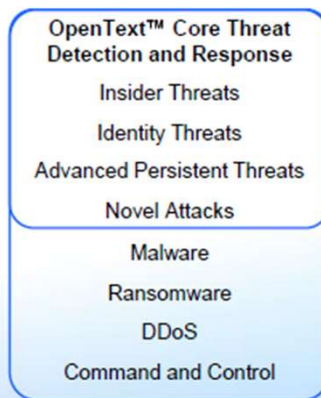 OpenText™ Core Threat
Detection and Response
Insider Threats
Identity Threats
Advanced Persistent Threats
Novel Attacks
Malware
Ransomware
DDoS
Command and Control